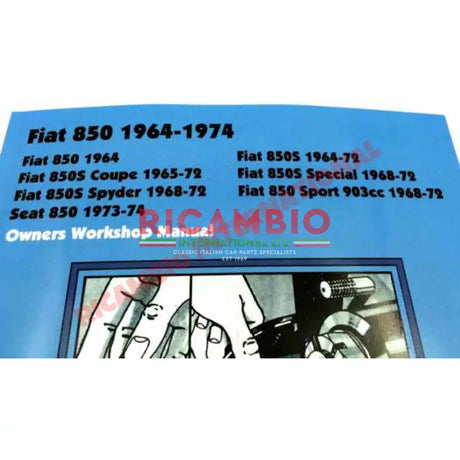 Fiat 850 1964-1974
Fiat 850 1964
Fiat 850S 1964-72
Fiat 850S Coupe 1965-72
Fiat 850S Special 1968-72
Fiat 850S Spyder 1968-72
Fiat 850 Sport 903cc 1968-72
Seat 850 1973-74
Owners Workshop Manual
RICAMBIO
INTERNATIONAL LTD
CLASSIC ITALIAN CAR PARTS SPECIALISTS
EST 1969
RICAMBIO INTERNATIONAL